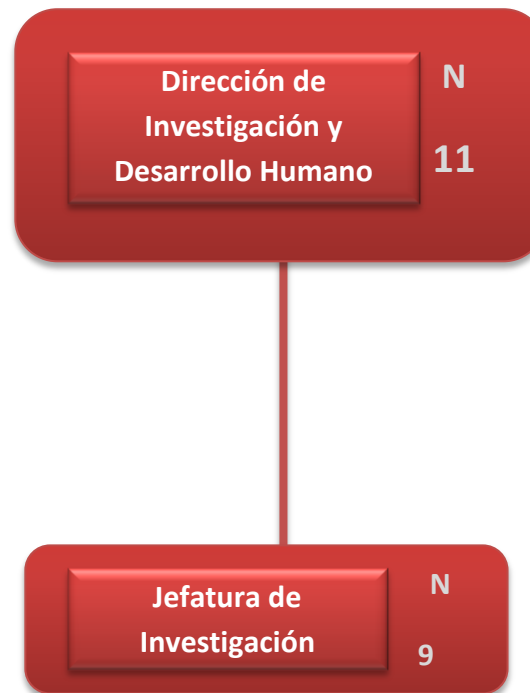 Dirección de
Investigación y
Desarrollo Humano
N
11
Jefatura de
Investigación
N
9